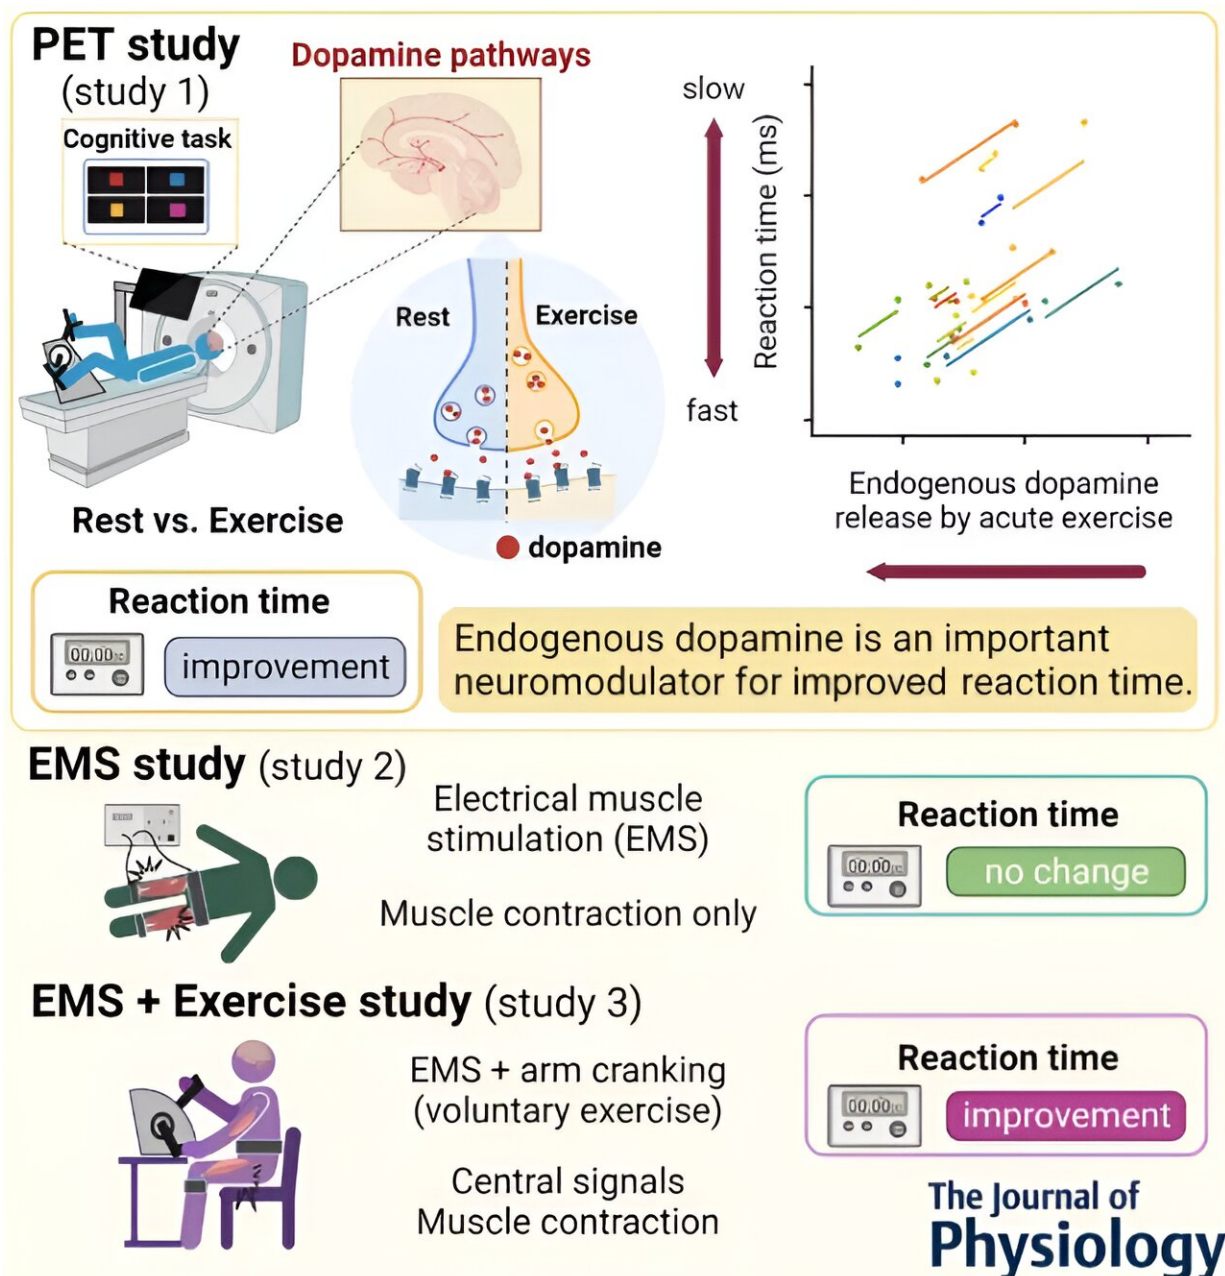 PET study
(study 1)
Cognitive task
Dopamine pathways
Rest
Exercise
dopamine
Rest vs. Exercise
slow
fast
Reaction time (ms)
Endogenous dopamine
release by acute exercise
Reaction time
00:00
improvement
Endogenous dopamine is an important
neuromodulator for improved reaction time.
EMS study (study 2)
Electrical muscle
stimulation (EMS)
Muscle contraction only
Reaction time
00:00
no change
EMS + Exercise study (study 3)
EMS + arm cranking
(voluntary exercise)
Central signals
Muscle contraction
Reaction time
00:00
improvement
The Journal of
Physiology